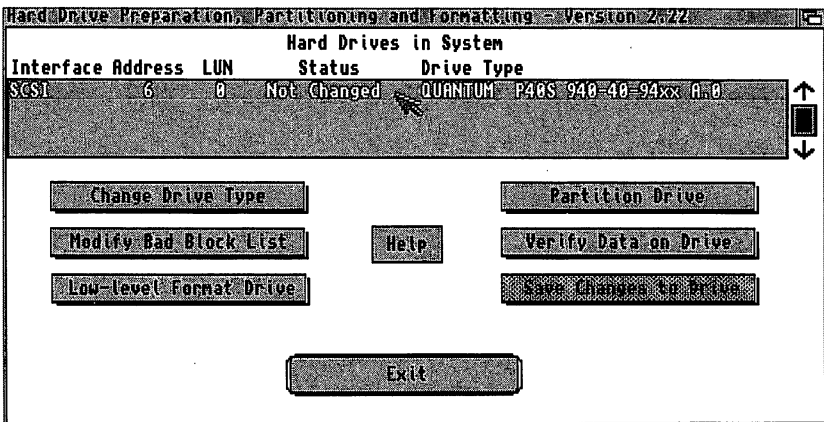 Hard Drive Preparation, Partitioning and Formatting - Version 2.22
Hard Drives in System
Interface Address LUN Status Drive Type
SCSI 6 0 Not Changed QUANTUM P40S 940-40-94xx A.0
Change Drive Type Partition Drive
Modify Bad Block List Help Verify Data on Drive
Low-level Format Drive Save Changes to Drive
Exit